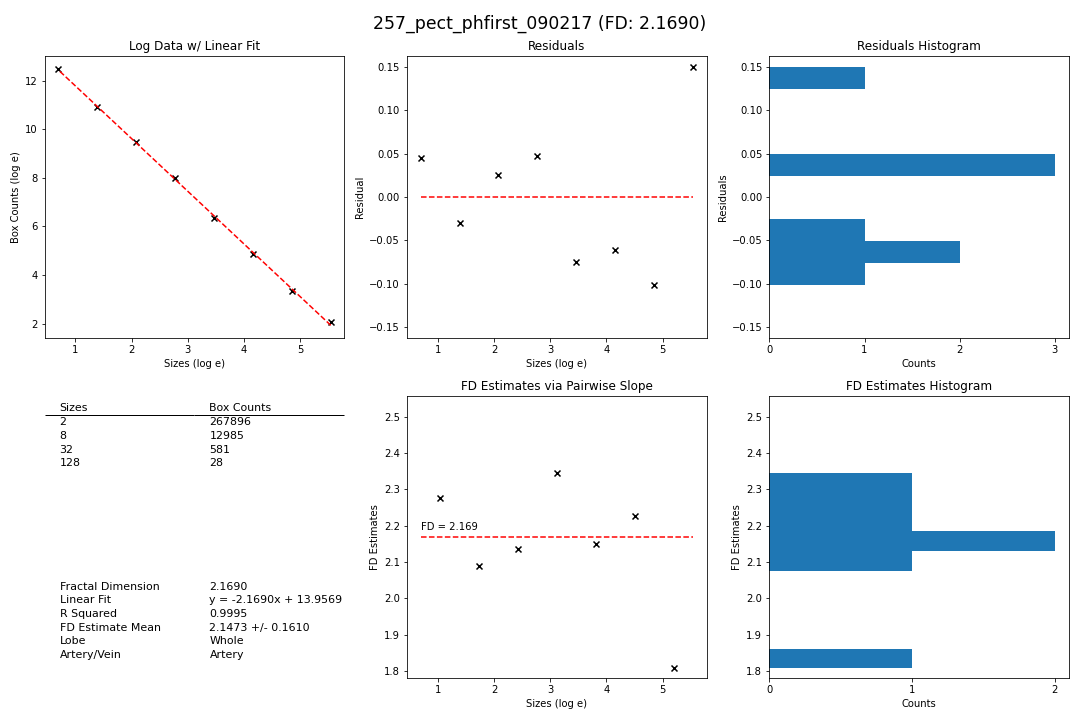 257_pect_phfirst_090217 (FD: 2.1690)
Log Data w/ Linear Fit
12
10
8
6
4
2
Box Counts (log e)
1 2 3 4 5
Sizes (log e)
Residuals
0.15
0.10
0.05
0.00
−0.05
−0.10
−0.15
Residual
1 2 3 4 5
Sizes (log e)
Residuals Histogram
0.15
0.10
0.05
0.00
−0.05
−0.10
−0.15
Residuals
0 1 2 3
Counts
Sizes Box Counts
2 267896
8 12985
32 581
128 28
Fractal Dimension 2.1690
Linear Fit y = -2.1690x + 13.9569
R Squared 0.9995
FD Estimate Mean 2.1473 +/- 0.1610
Lobe Whole
Artery/Vein Artery
FD Estimates via Pairwise Slope
2.5
2.4
2.3
2.2
2.1
2.0
1.9
1.8
FD Estimates
FD = 2.169
1 2 3 4 5
Sizes (log e)
FD Estimates Histogram
2.5
2.4
2.3
2.2
2.1
2.0
1.9
1.8
FD Estimates
0 1 2
Counts